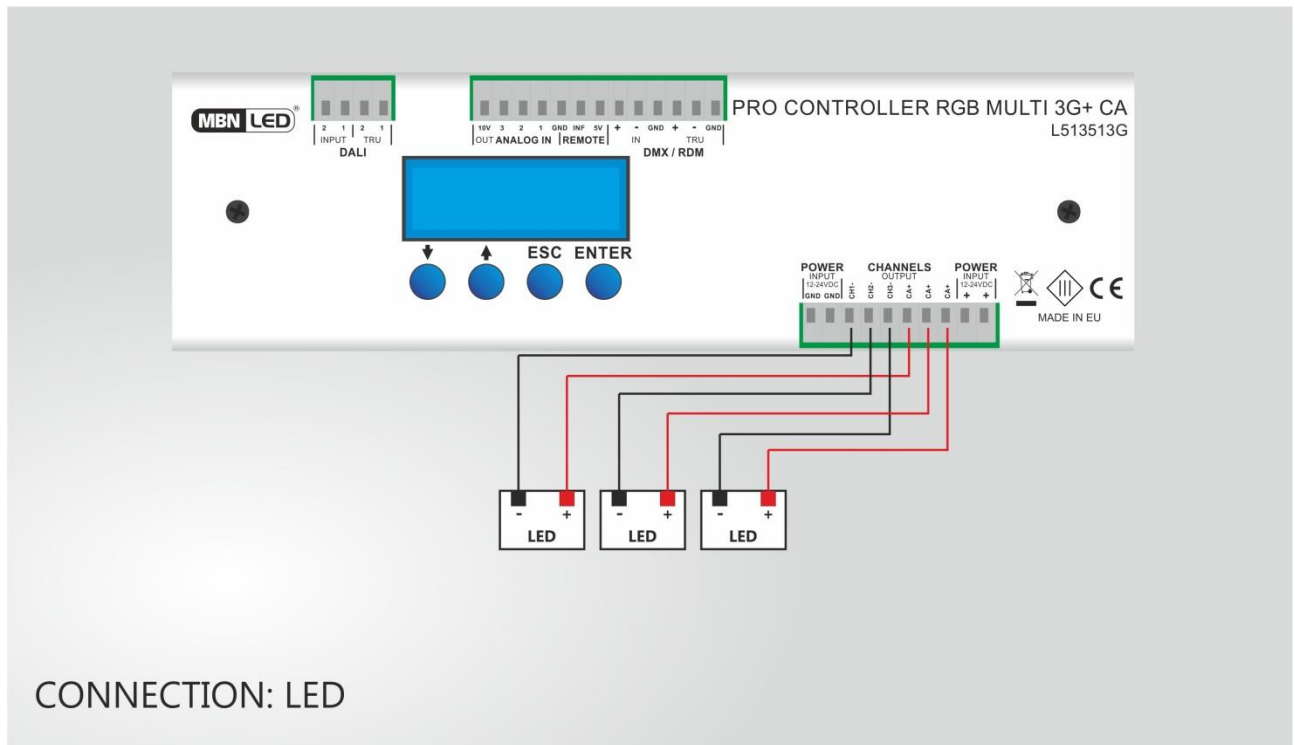 MBN LED®
2 1 2 1
INPUT TRU
DALI
10V 3 2 1 GND INF 5V + - GND + - GND
OUT ANALOG IN REMOTE IN TRU
DMX / RDM
PRO CONTROLLER RGB MULTI 3G+ CA
L513513G
ESC ENTER
POWER CHANNELS POWER
INPUT OUTPUT INPUT
12-24VDC 12-24VDC
GND GND CH1- CH2- CH3- CA+ CA+ CA+ + +
III CE
MADE IN EU
- + - + - +
LED LED LED
CONNECTION: LED